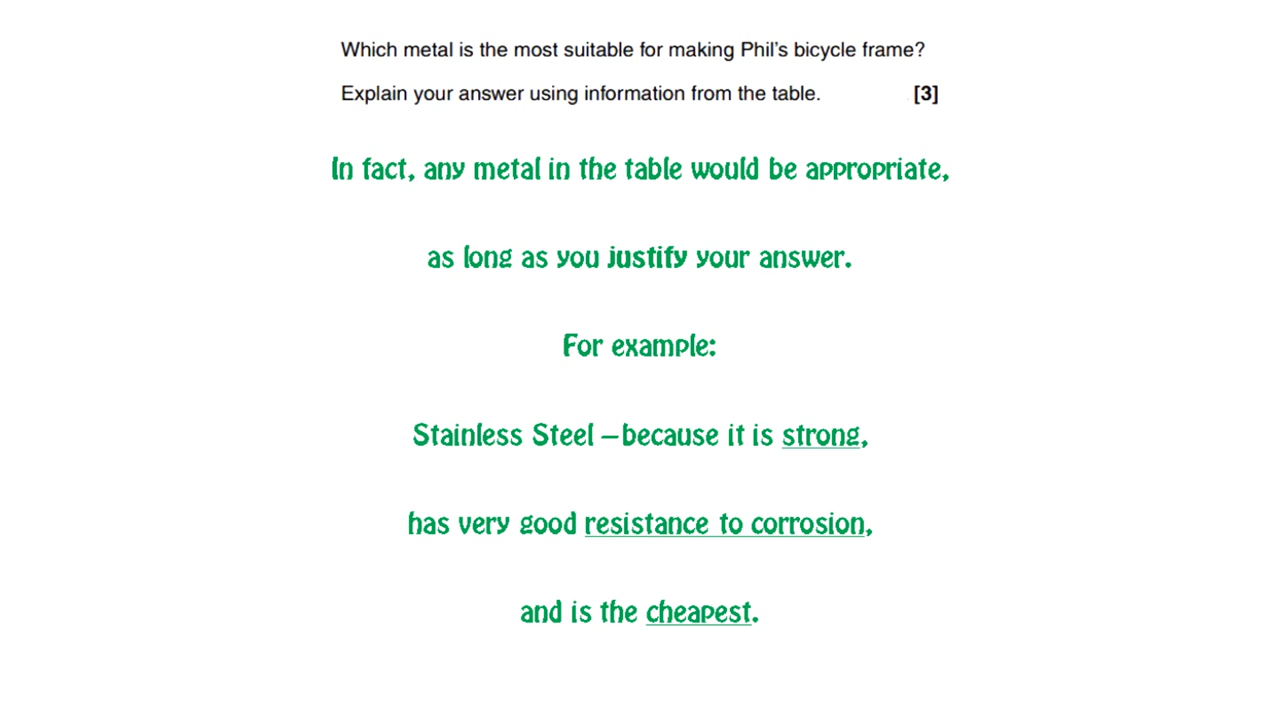 Which metal is the most suitable for making Phil's bicycle frame?
Explain your answer using information from the table. [3]
In fact, any metal in the table would be appropriate,
as long as you justify your answer.
For example:
Stainless Steel – because it is strong,
has very good resistance to corrosion,
and is the cheapest.